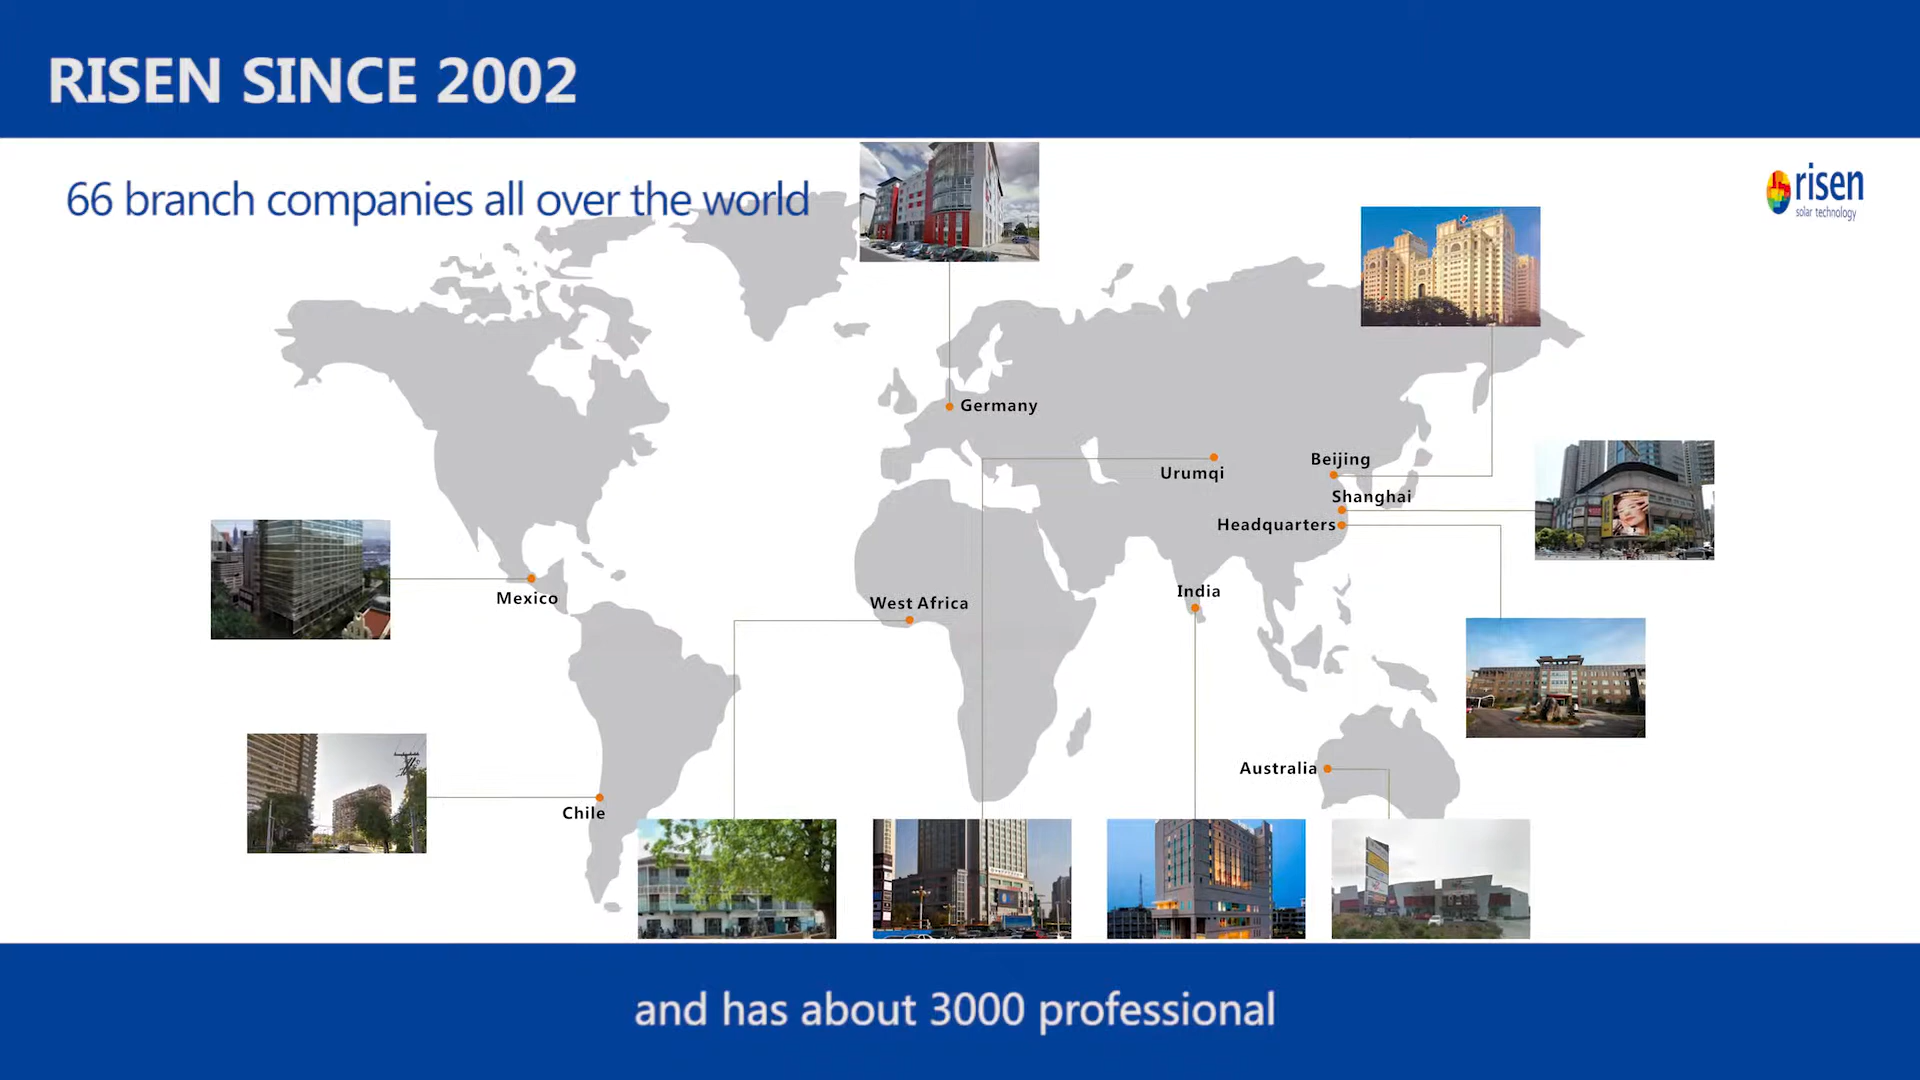 RISEN SINCE 2002
66 branch companies all over the world
risen
solar technology
Germany
Urumqi
Beijing
Shanghai
Headquarters
Mexico
West Africa
India
Australia
Chile
and has about 3000 professional